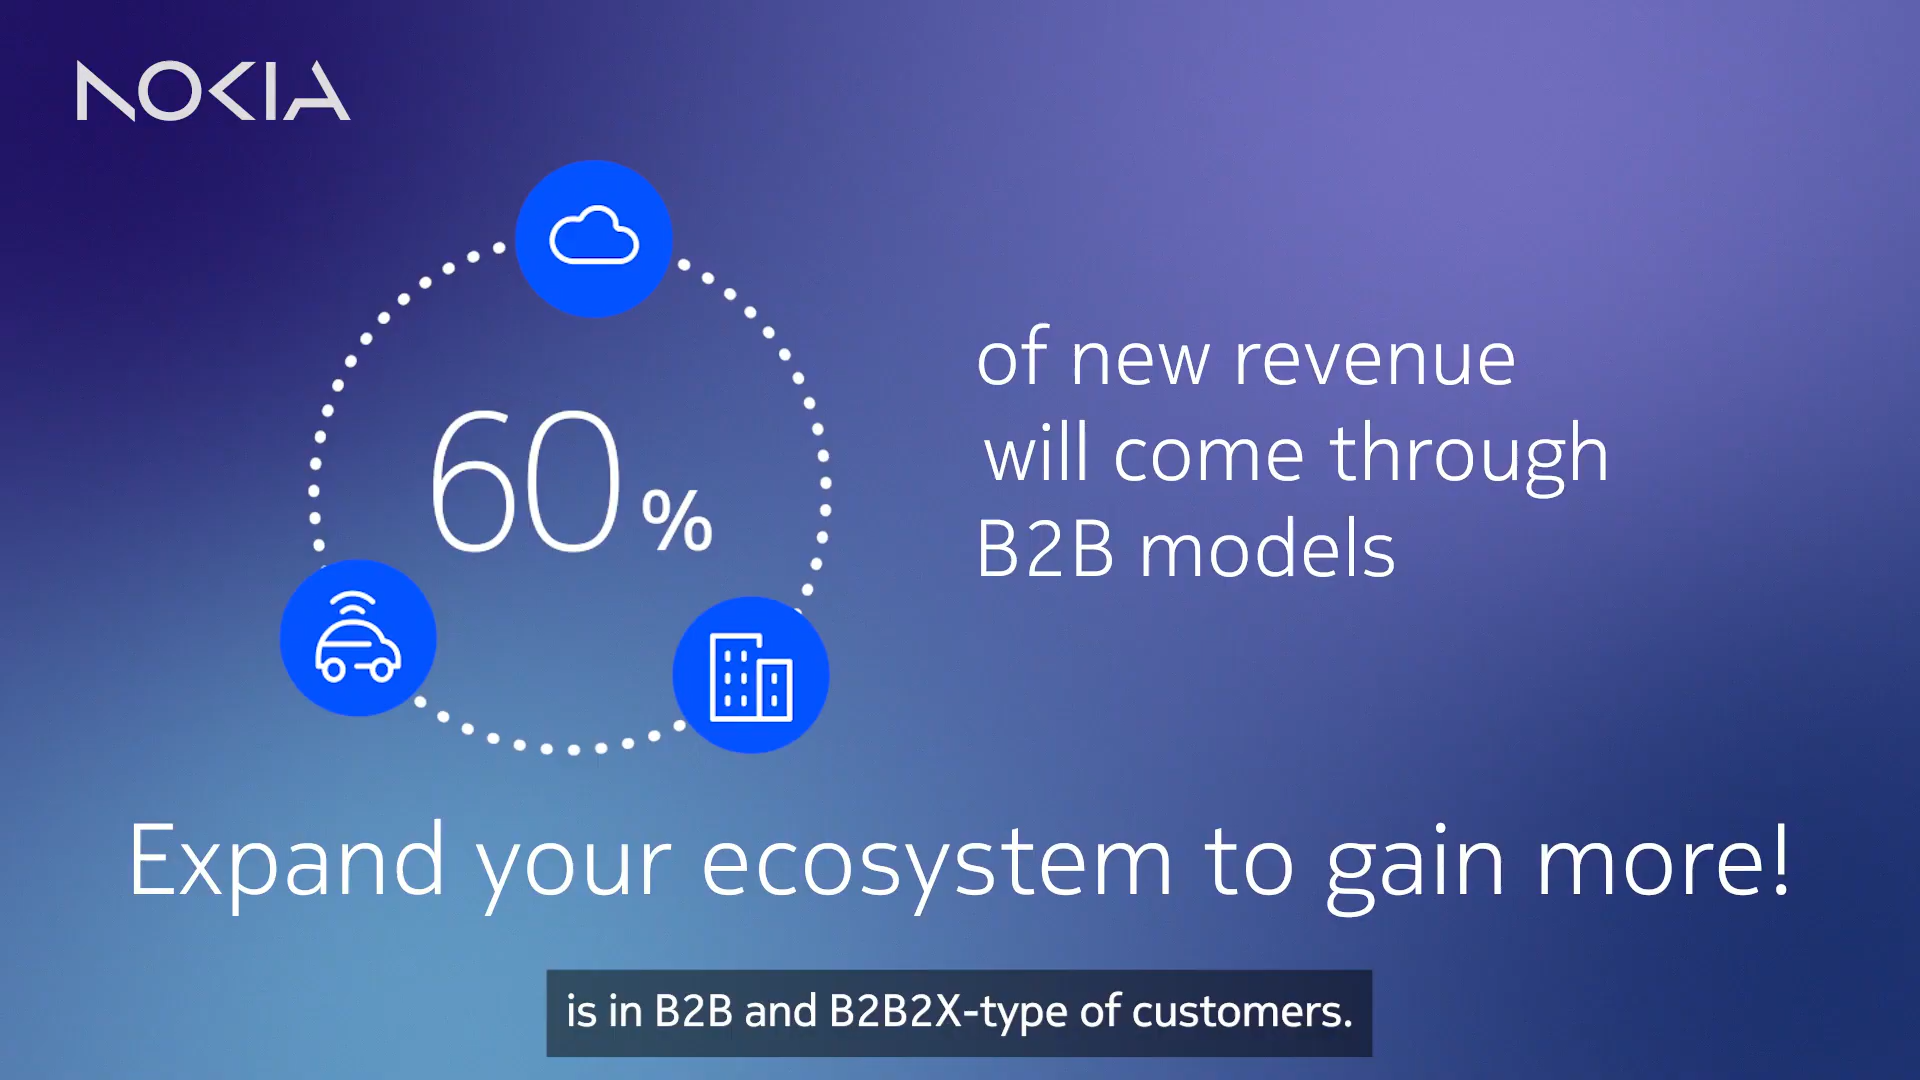 NOKIA
60%
of new revenue
will come through
B2B models
Expand your ecosystem to gain more!
is in B2B and B2B2X-type of customers.